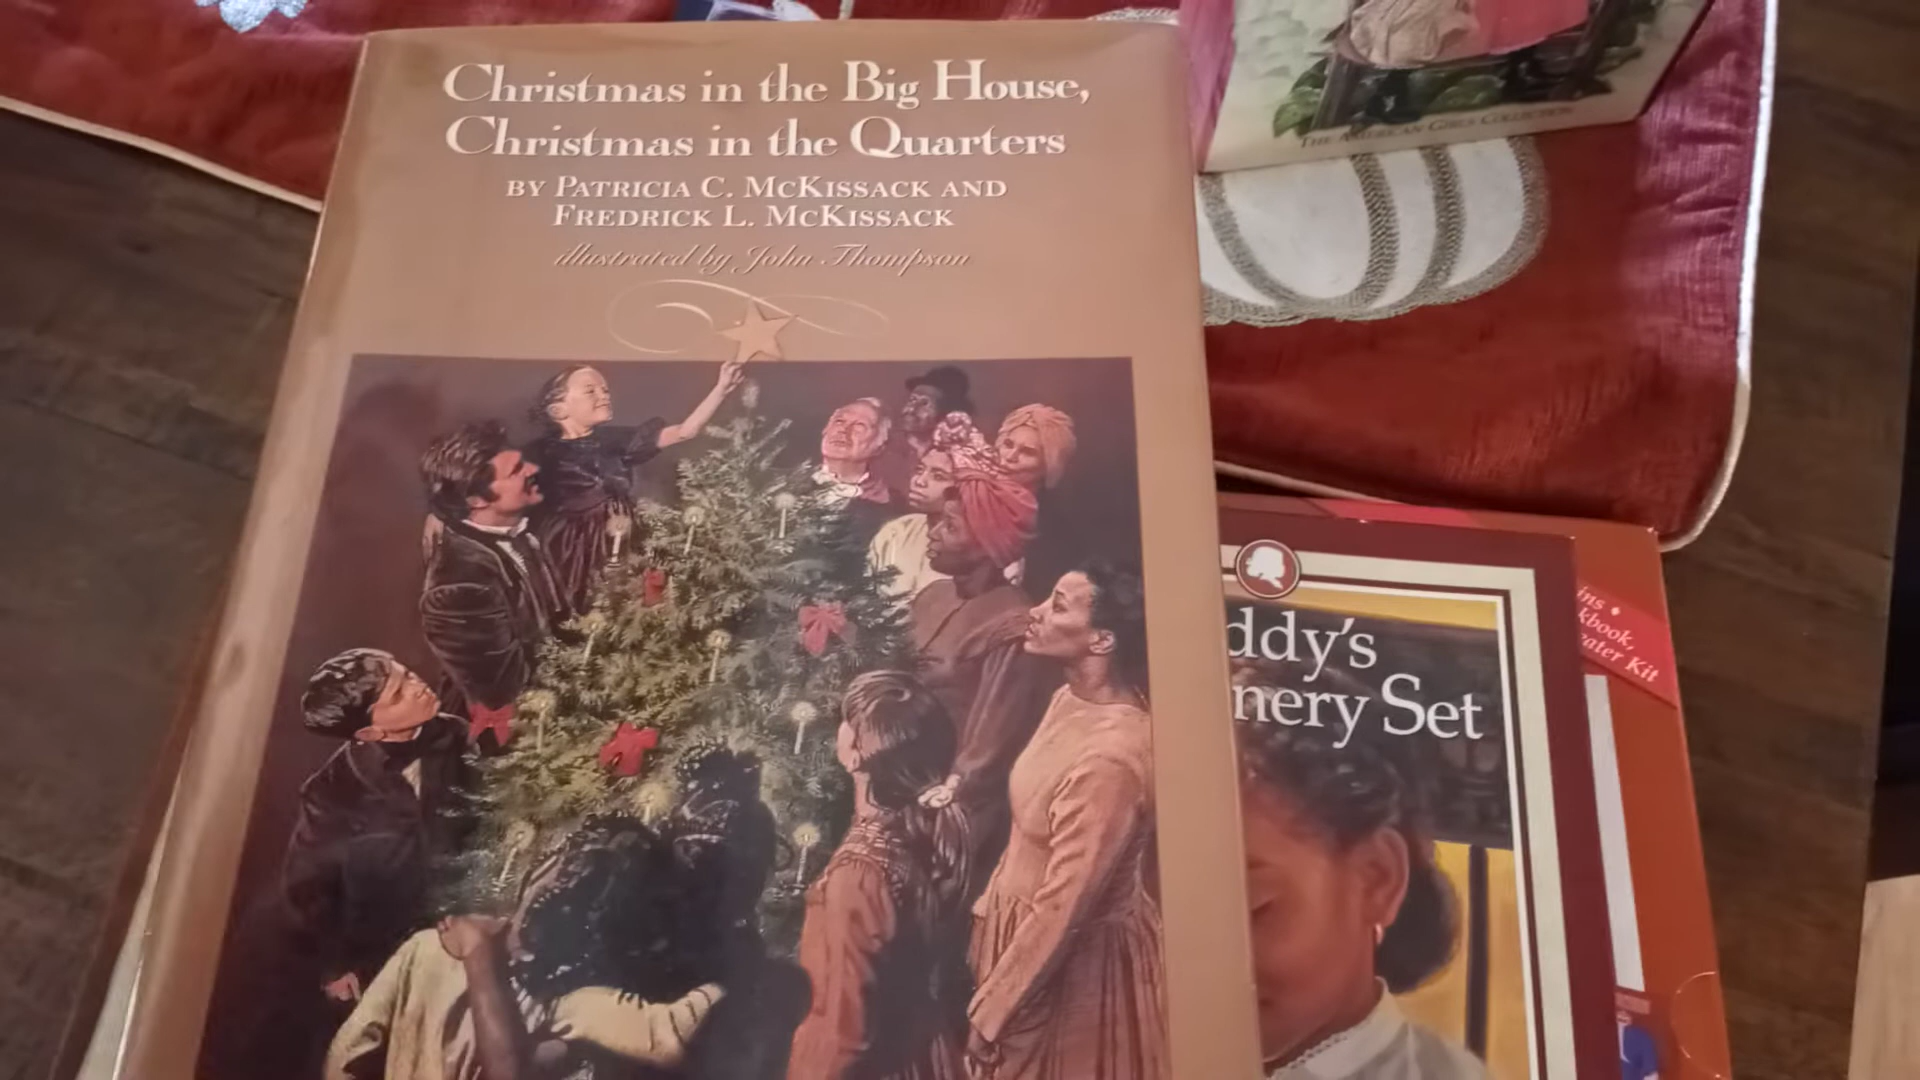 Christmas in the Big House,
Christmas in the Quarters
BY PATRICIA C. MCKISSACK AND
FREDRICK L. MCKISSACK
illustrated by John Thompson
THE AMERICAN GIRLS COLLECTION
ddy's
nery Set
ins •
kbook,
eater Kit